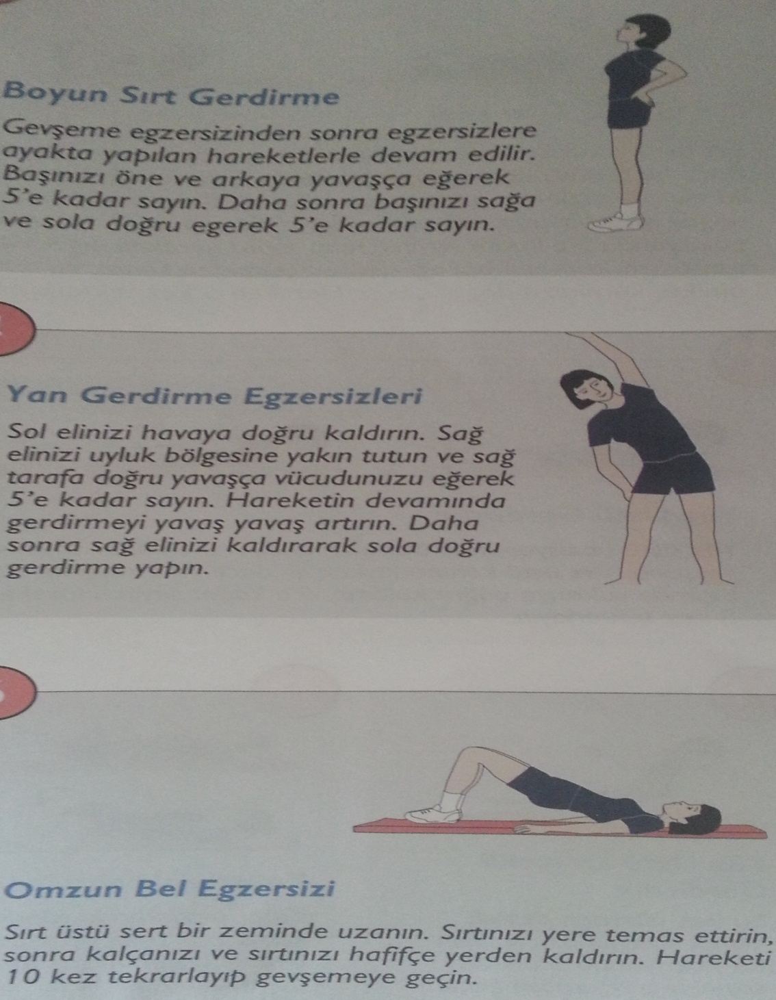 Boyun Sırt Gerdirme
Gevşeme egzersizinden sonra egzersizlere
ayakta yapılan hareketlerle devam edilir.
Başınızı öne ve arkaya yavaşça eğerek
5'e kadar sayın. Daha sonra başınızı sağa
ve sola doğru egerek 5'e kadar sayın.
Yan Gerdirme Egzersizleri
Sol elinizi havaya doğru kaldırın. Sağ
elinizi uyluk bölgesine yakın tutun ve sağ
tarafa doğru yavaşça vücudunuzu eğerek
5'e kadar sayın. Hareketin devamında
gerdirmeyi yavaş yavaş artırın. Daha
sonra sağ elinizi kaldırarak sola doğru
gerdirme yapın.
Omzun Bel Egzersizi
Sırt üstü sert bir zeminde uzanın. Sırtınızı yere temas ettirin,
sonra kalçanızı ve sırtınızı hafifçe yerden kaldırın. Hareketi
10 kez tekrarlayıp gevşemeye geçin.